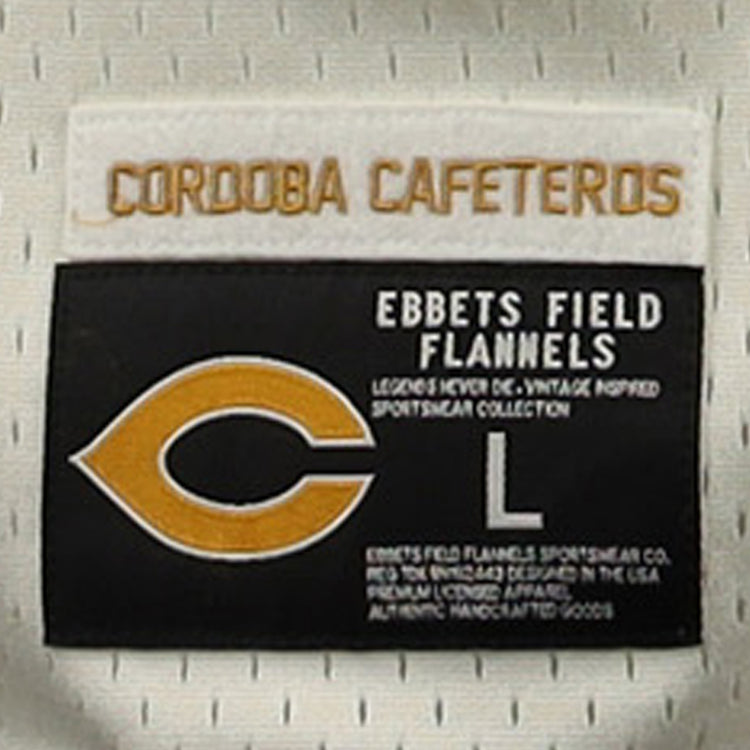 CORDOBA CAFETEROS
EBBETS FIELD
FLANNELS
LEGENDS NEVER DIE • VINTAGE INSPIRED
SPORTSWEAR COLLECTION
L
EBBETS FIELD FLANNELS SPORTSWEAR CO.
REG DESIGNED IN THE USA
PREMIUM LICENSED APPAREL
AUTHENTIC HANDCRAFTED GOODS